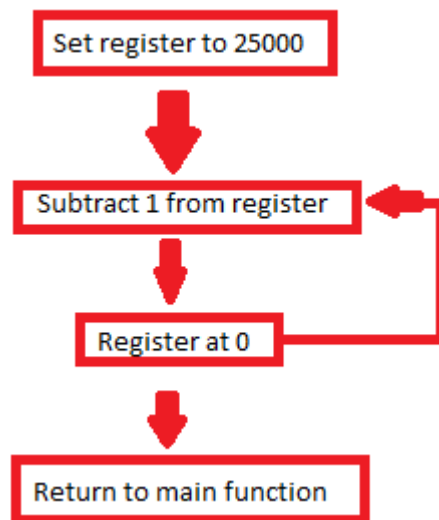 Set register to 25000
Subtract 1 from register
Register at 0
Return to main function